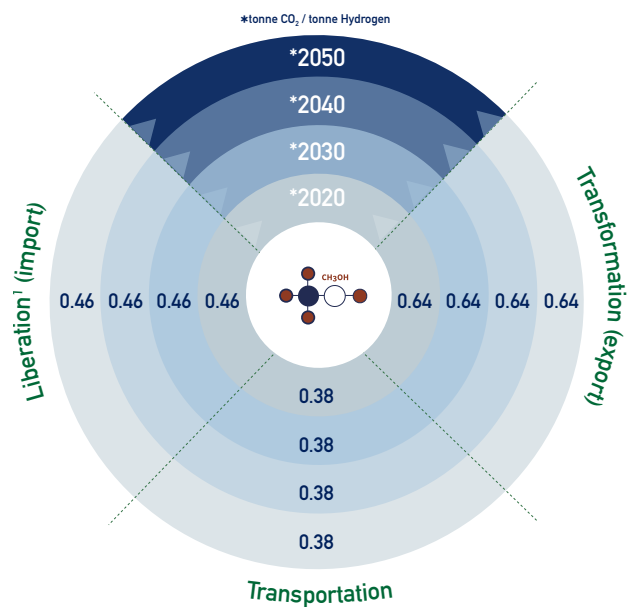 *tonne CO₂ / tonne Hydrogen
*2050
*2040
*2030
*2020
Liberation¹ (import)
Transformation (export)
CH3OH
0.46 0.46 0.46 0.46
0.64 0.64 0.64 0.64
0.38
0.38
0.38
0.38
Transportation